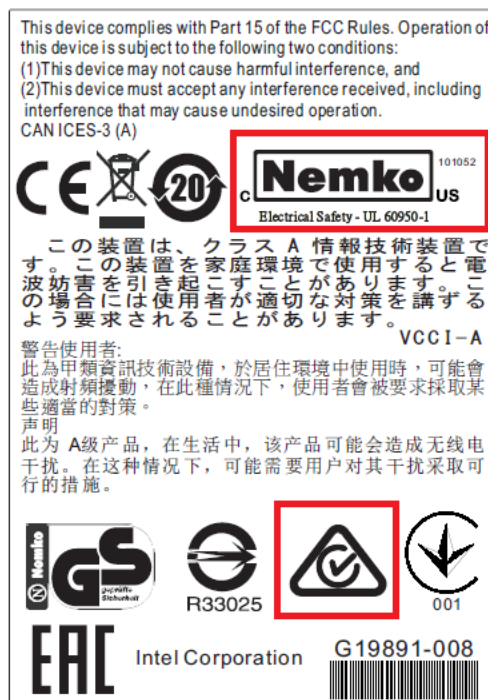 This device complies with Part 15 of the FCC Rules. Operation of
this device is subject to the following two conditions:
(1)This device may not cause harmful interference, and
(2)This device must accept any interference received, including
interference that may cause undesired operation.
CAN ICES-3 (A)
CE 20 C Nemko US 101052
Electrical Safety - UL 60950-1
この装置は、クラス A 情報技術装置で
す。この装置を家庭環境で使用すると電
波妨害を引き起こすことがあります。こ
の場合には使用者が適切な対策を講ずる
よう要求されることがあります。
VCCI-A
警告使用者:
此為甲類資訊技術設備，於居住環境中使用時，可能會
造成射頻擾動，在此種情況下，使用者會被要求採取某
些適當的對策。
声明
此为 A级产品，在生活中，该产品可能会造成无线电
干扰。在这种情况下，可能需要用户对其干扰采取可
行的措施。
Nemko GS geprüfte Sicherheit
R33025
001
EAC Intel Corporation G19891-008